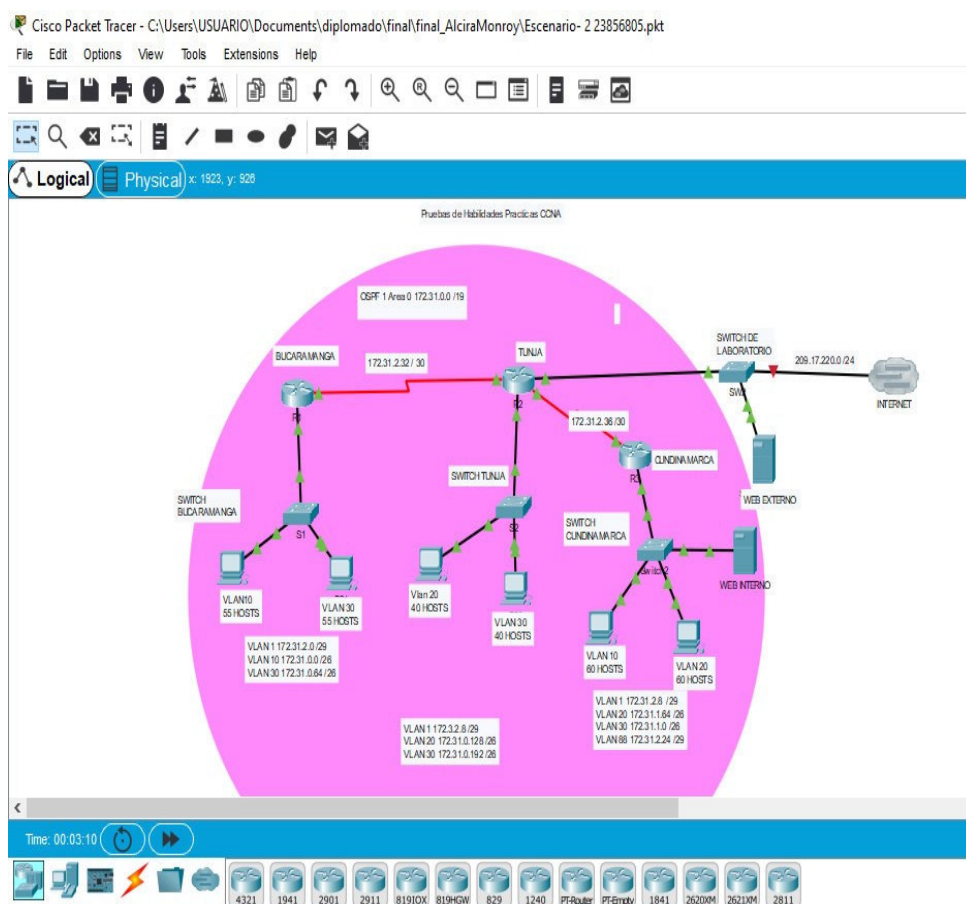 Cisco Packet Tracer - C:\Users\USUARIO\Documents\diplomado\final\final_AlciraMonroy\Escenario- 2 23856805.pkt
File Edit Options View Tools Extensions Help
Logical
Physical
x: 1923, y: 926
Pruebas de Habilidades Practicas CCNA
OSPF 1 Area 0 172.31.0.0 /19
BUCARAMANGA
172.31.2.32/ 30
TUNJA
SWITCH DE
LABORATORIO
209.17.220.0 /24
INTERNET
172.31.2.36 /30
CUNDINAMARCA
R3
WEB EXTERNO
SWITCH TUNJA
SWITCH
BUCARAMANGA
S1
S2
SWITCH
CUNDINAMARCA
WEB INTERNO
VLAN10
55 HOSTS
VLAN 30
55 HOSTS
Vlan 20
40 HOSTS
VLAN 30
40 HOSTS
VLAN 10
60 HOSTS
VLAN 20
60 HOSTS
VLAN 1 172.31.2.0 /29
VLAN 10 172.31.0.0 /26
VLAN 30 172.31.0.64 /26
VLAN 1 172.3.2.8 /29
VLAN 20 172.31.0.128 /26
VLAN 30 172.31.0.192 /26
VLAN 1 172.31.2.8 /29
VLAN 20 172.31.1.64 /26
VLAN 30 172.31.1.0 /26
VLAN 88 172.31.2.24 /29
Time: 00:03:10
4321 1941 2901 2911 819IOX 819HGW 829 1240 PT-Router PT-Empty 1841 2620XM 2621XM 2811